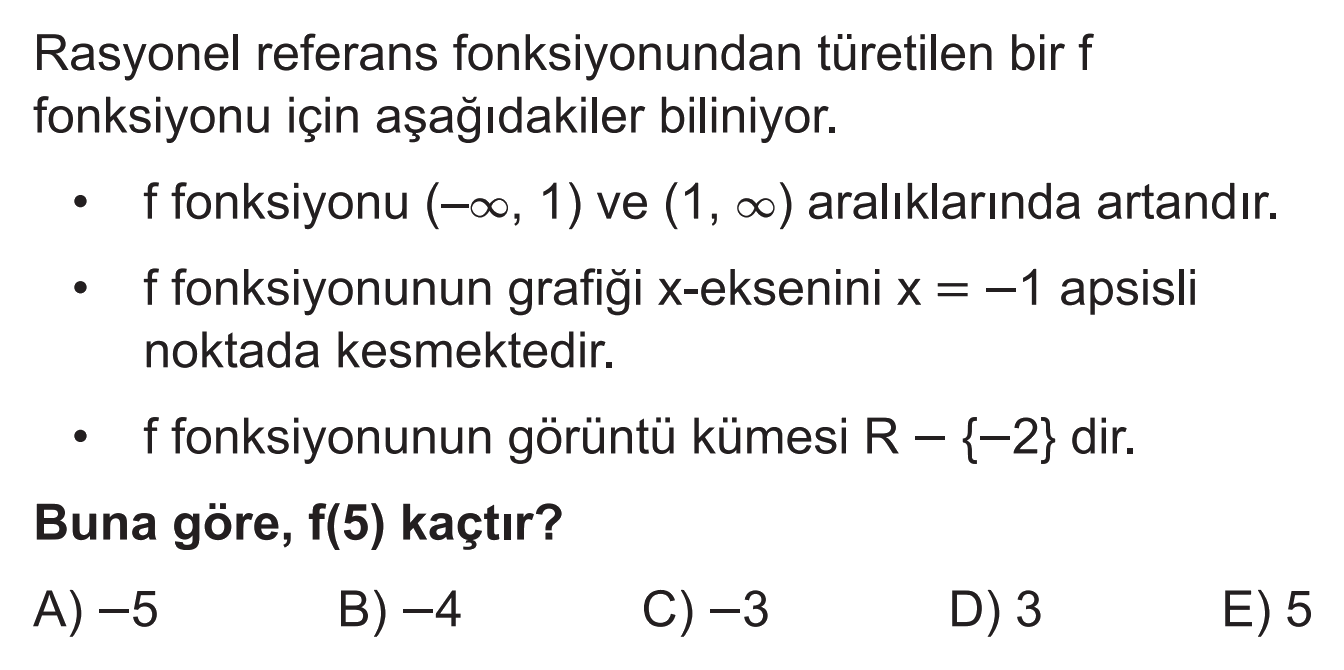 Rasyonel referans fonksiyonundan türetilen bir f
fonksiyonu için aşağıdakiler biliniyor.
• f fonksiyonu (–∞, 1) ve (1, ∞) aralıklarında artandır.
• f fonksiyonunun grafiği x-eksenini x = –1 apsisli
noktada kesmektedir.
• f fonksiyonunun görüntü kümesi R – {–2} dir.
Buna göre, f(5) kaçtır?
A) –5 B) –4 C) –3 D) 3 E) 5